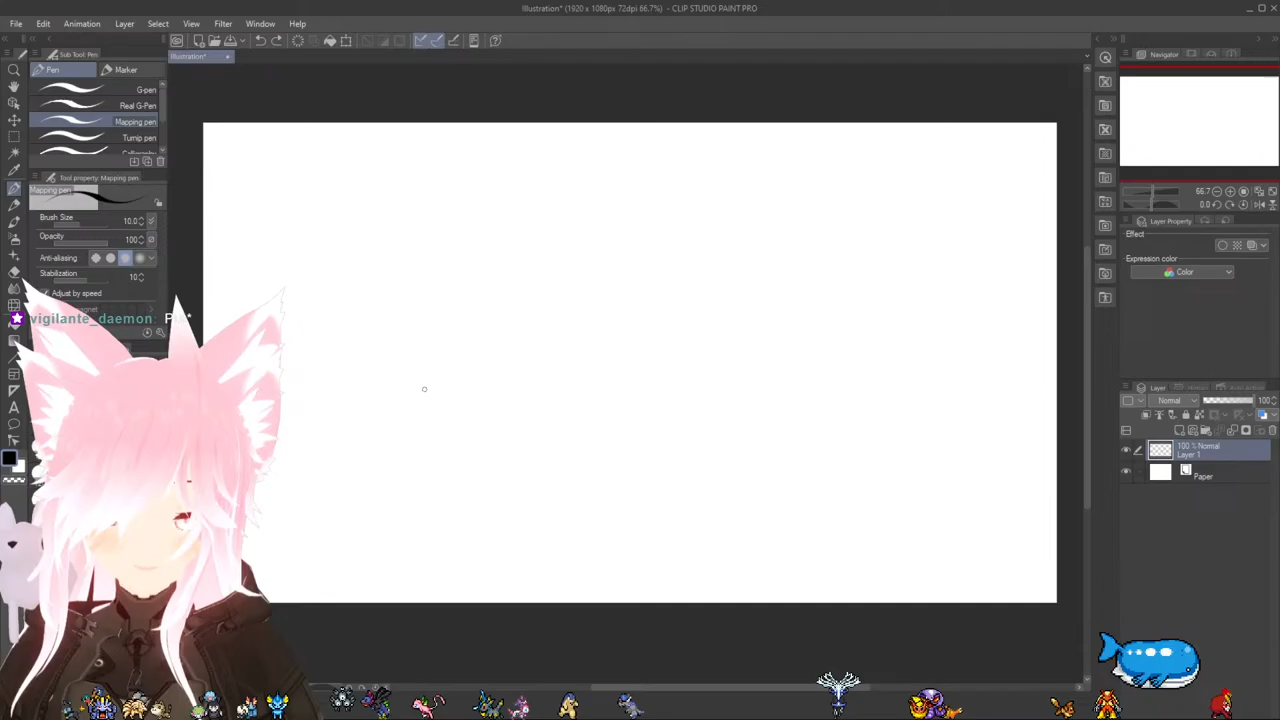 Illustration* (1920 x 1080px 72dpi 66.7%) - CLIP STUDIO PAINT PRO
File Edit Animation Layer Select View Filter Window Help
Sub Tool: Pen
Illustration*
Navigator
Pen Marker
G-pen
Real G-Pen
Mapping pen
Turnip pen
Calligraphy
Tool property: Mapping pen
Mapping pen
Brush Size 10.0
Opacity 100
Anti-aliasing
Stabilization 10
Adjust by speed
vigilante_daemon:
66.7
0.0
Layer Property
Effect
Expression color
Color
Layer
Normal 100
100 % Normal
Layer 1
Paper